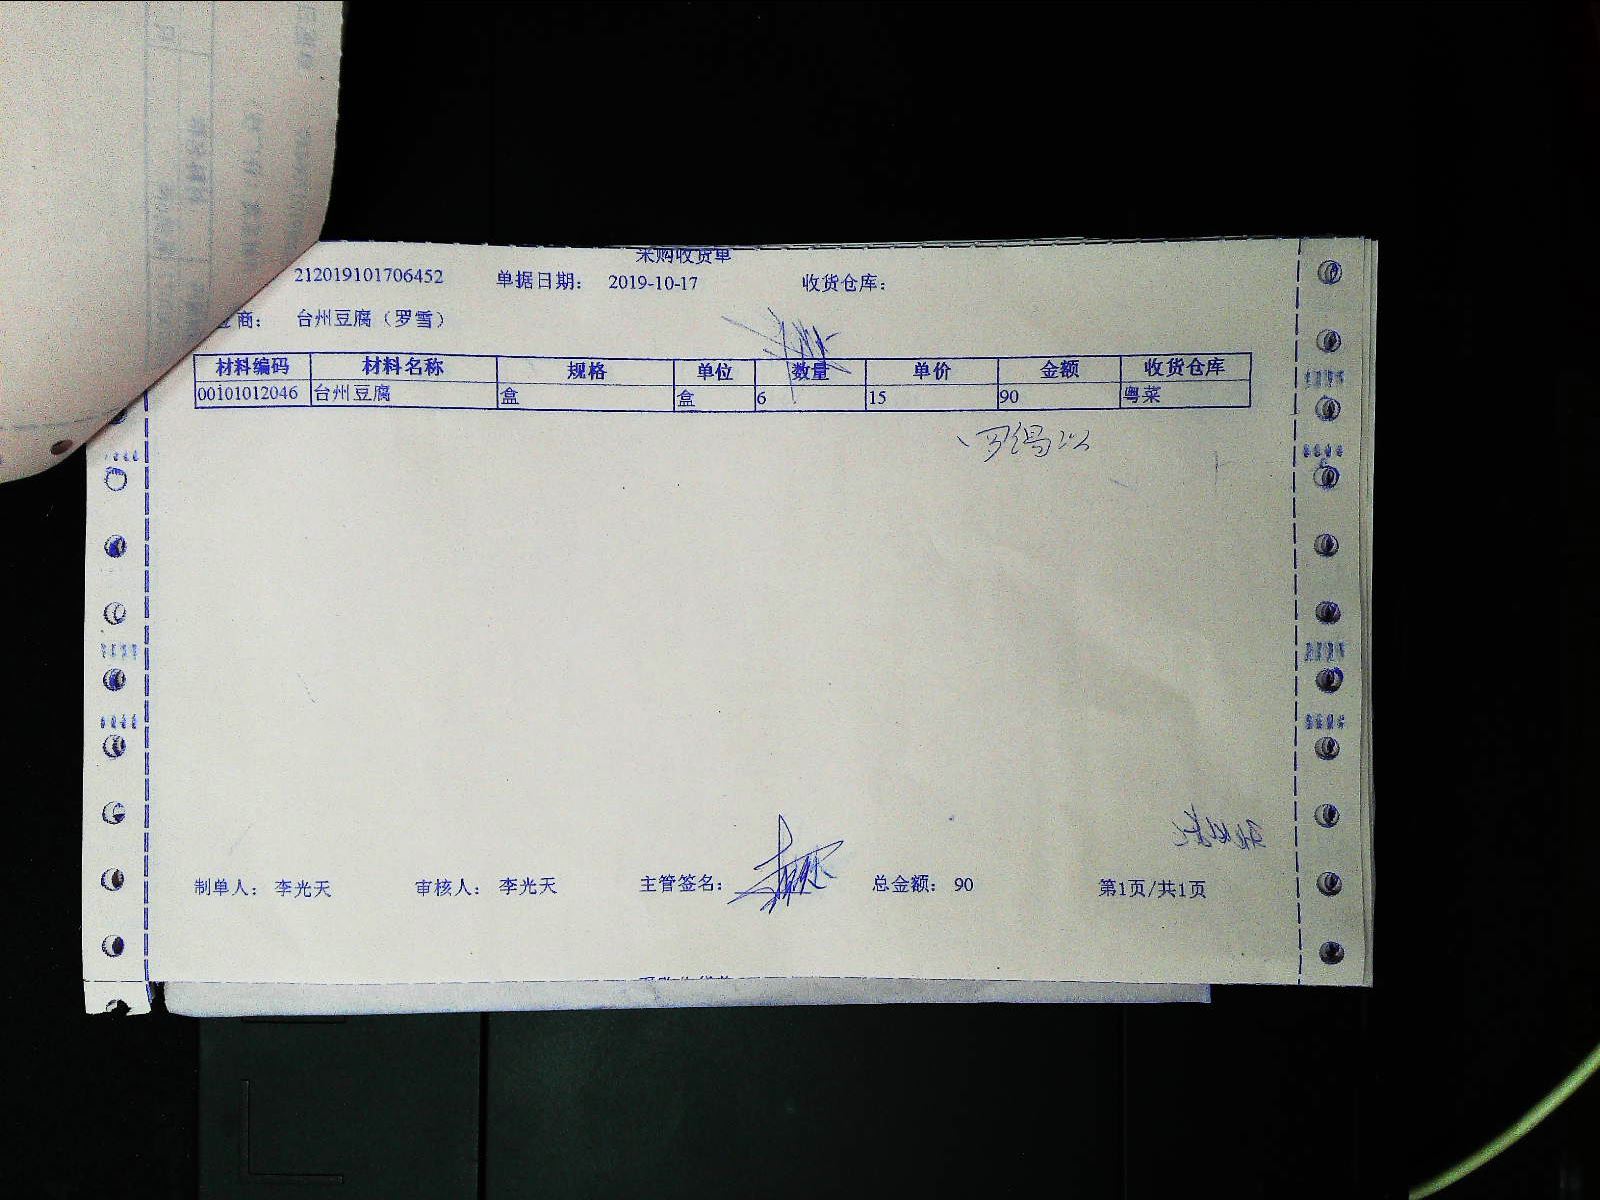 采购收货单
212019101706452 单据日期： 2019-10-17 收货仓库：
商： 台州豆腐（罗雪）
材料编码 材料名称 规格 单位 数量 单价 金额 收货仓库
00101012046 台州豆腐 盒 盒 6 15 90 粤菜
制单人： 李光天 审核人： 李光天 主管签名： 总金额： 90 第1页/共1页